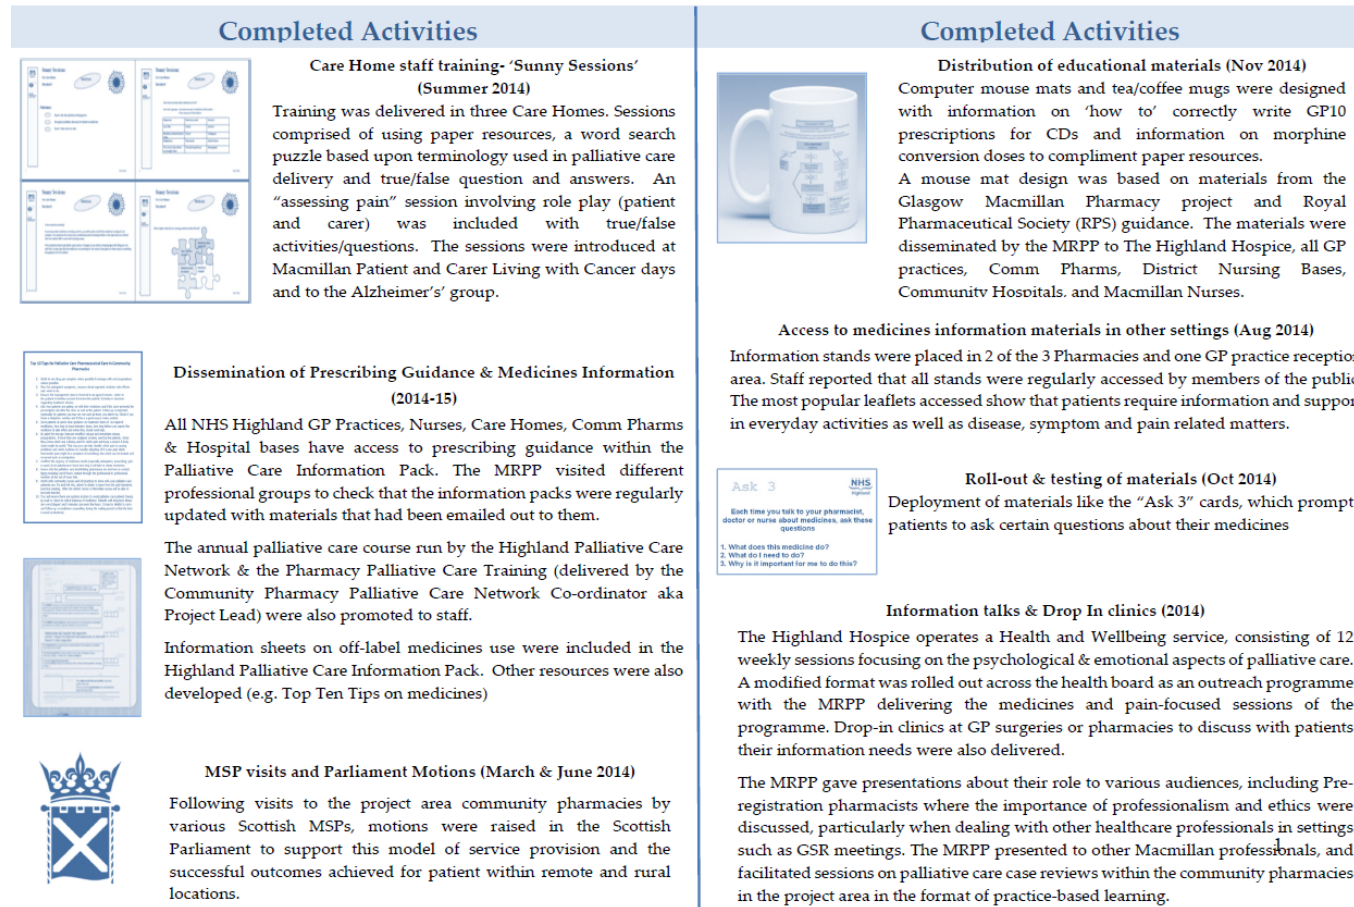 Completed Activities
Care Home staff training- ‘Sunny Sessions’
(Summer 2014)
Training was delivered in three Care Homes. Sessions
comprised of using paper resources, a word search
puzzle based upon terminology used in palliative care
delivery and true/false question and answers. An
“assessing pain” session involving role play (patient
and carer) was included with true/false
activities/questions. The sessions were introduced at
Macmillan Patient and Carer Living with Cancer days
and to the Alzheimer’s’ group.
Dissemination of Prescribing Guidance & Medicines Information
(2014-15)
All NHS Highland GP Practices, Nurses, Care Homes, Comm Pharms
& Hospital bases have access to prescribing guidance within the
Palliative Care Information Pack. The MRPP visited different
professional groups to check that the information packs were regularly
updated with materials that had been emailed out to them.
The annual palliative care course run by the Highland Palliative Care
Network & the Pharmacy Palliative Care Training (delivered by the
Community Pharmacy Palliative Care Network Co-ordinator aka
Project Lead) were also promoted to staff.
Information sheets on off-label medicines use were included in the
Highland Palliative Care Information Pack. Other resources were also
developed (e.g. Top Ten Tips on medicines)
MSP visits and Parliament Motions (March & June 2014)
Following visits to the project area community pharmacies by
various Scottish MSPs, motions were raised in the Scottish
Parliament to support this model of service provision and the
successful outcomes achieved for patient within remote and rural
locations.
Completed Activities
Distribution of educational materials (Nov 2014)
Computer mouse mats and tea/coffee mugs were designed
with information on ‘how to’ correctly write GP10
prescriptions for CDs and information on morphine
conversion doses to compliment paper resources.
A mouse mat design was based on materials from the
Glasgow Macmillan Pharmacy project and Royal
Pharmaceutical Society (RPS) guidance. The materials were
disseminated by the MRPP to The Highland Hospice, all GP
practices, Comm Pharms, District Nursing Bases,
Community Hospitals, and Macmillan Nurses.
Access to medicines information materials in other settings (Aug 2014)
Information stands were placed in 2 of the 3 Pharmacies and one GP practice receptio
area. Staff reported that all stands were regularly accessed by members of the public
The most popular leaflets accessed show that patients require information and suppor
in everyday activities as well as disease, symptom and pain related matters.
Ask 3
NHS
Highland
Each time you talk to your pharmacist,
doctor or nurse about medicines, ask these
questions
1. What does this medicine do?
2. What do I need to do?
3. Why is it important for me to do this?
Roll-out & testing of materials (Oct 2014)
Deployment of materials like the “Ask 3” cards, which prompt
patients to ask certain questions about their medicines
Information talks & Drop In clinics (2014)
The Highland Hospice operates a Health and Wellbeing service, consisting of 12
weekly sessions focusing on the psychological & emotional aspects of palliative care.
A modified format was rolled out across the health board as an outreach programme
with the MRPP delivering the medicines and pain-focused sessions of the
programme. Drop-in clinics at GP surgeries or pharmacies to discuss with patients
their information needs were also delivered.
The MRPP gave presentations about their role to various audiences, including Pre-
registration pharmacists where the importance of professionalism and ethics were
discussed, particularly when dealing with other healthcare professionals in settings
such as GSR meetings. The MRPP presented to other Macmillan professionals, and
facilitated sessions on palliative care case reviews within the community pharmacies
in the project area in the format of practice-based learning.
1